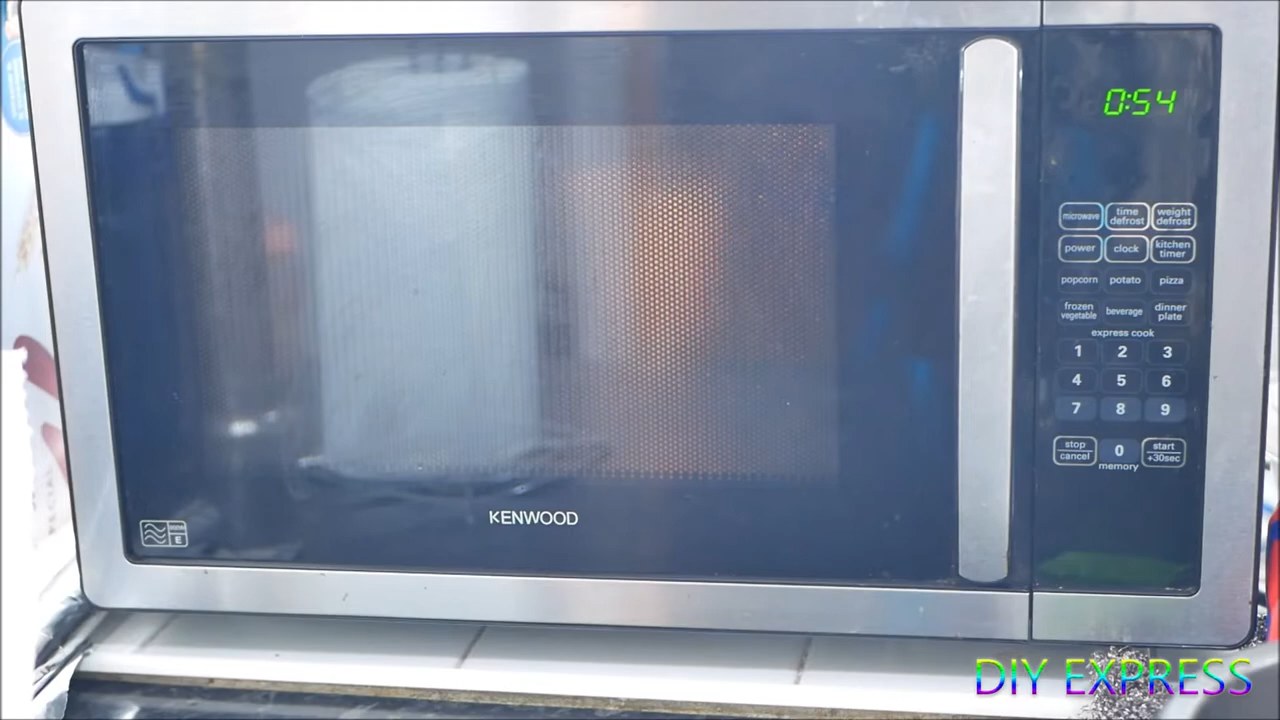 0:54
microwave time defrost weight defrost
power clock kitchen timer
popcorn potato pizza
frozen vegetable beverage dinner plate
express cook
1 2 3
4 5 6
7 8 9
stop cancel 0 start +30sec
memory
KENWOOD
E
DIY EXPRESS